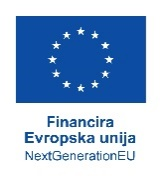 Financira
Evropska unija
NextGenerationEU